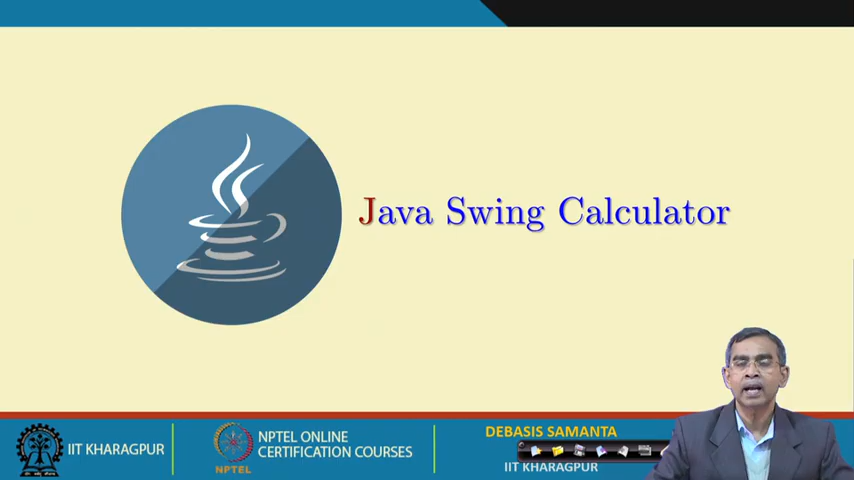 Java Swing Calculator
IIT KHARAGPUR
NPTEL
NPTEL ONLINE
CERTIFICATION COURSES
DEBASIS SAMANTA
IIT KHARAGPUR